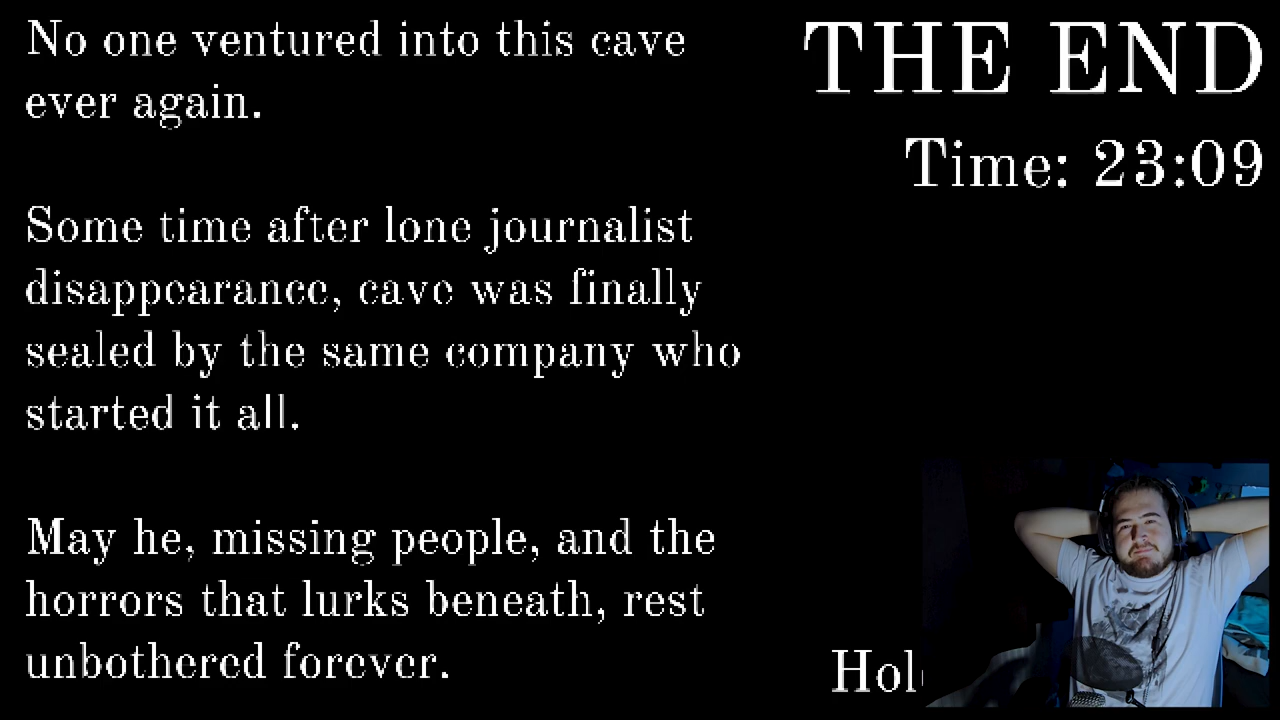 No one ventured into this cave
ever again.
Some time after lone journalist
disappearance, cave was finally
sealed by the same company who
started it all.
May he, missing people, and the
horrors that lurks beneath, rest
unbothered forever.
THE END
Time: 23:09